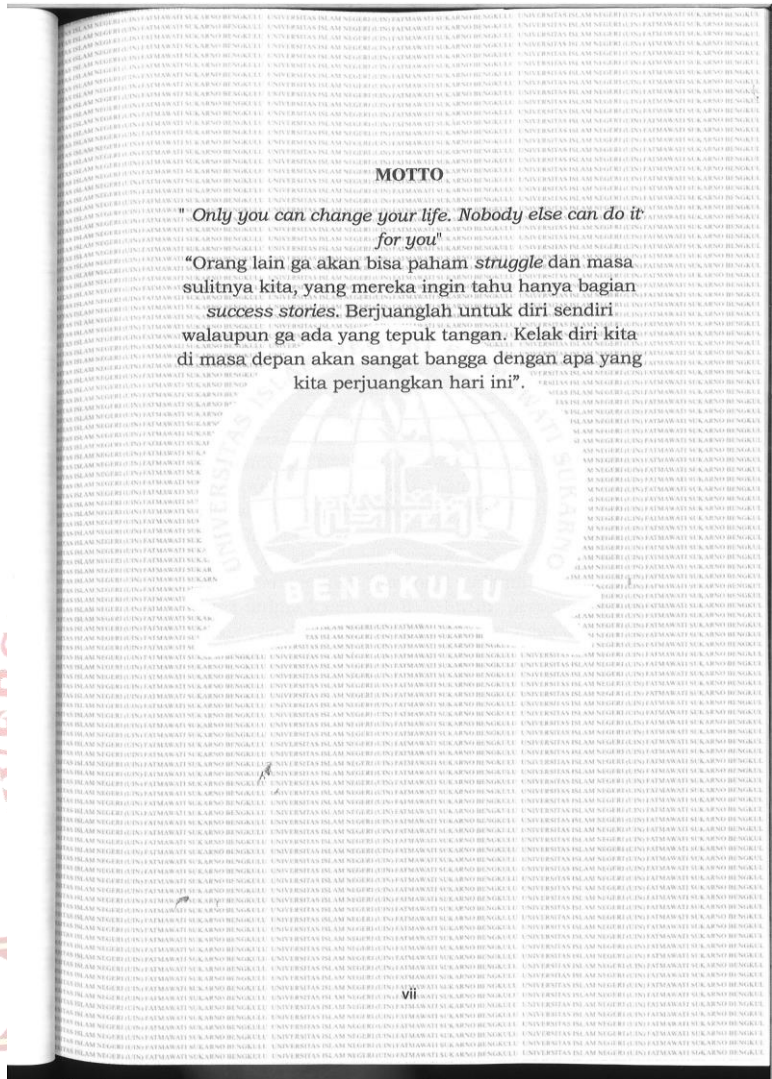 MOTTO
" Only you can change your life. Nobody else can do it
for you"
“Orang lain ga akan bisa paham struggle dan masa
sulitnya kita, yang mereka ingin tahu hanya bagian
success stories. Berjuanglah untuk diri sendiri
walaupun ga ada yang tepuk tangan. Kelak diri kita
di masa depan akan sangat bangga dengan apa yang
kita perjuangkan hari ini”.
BENGKULU
vii